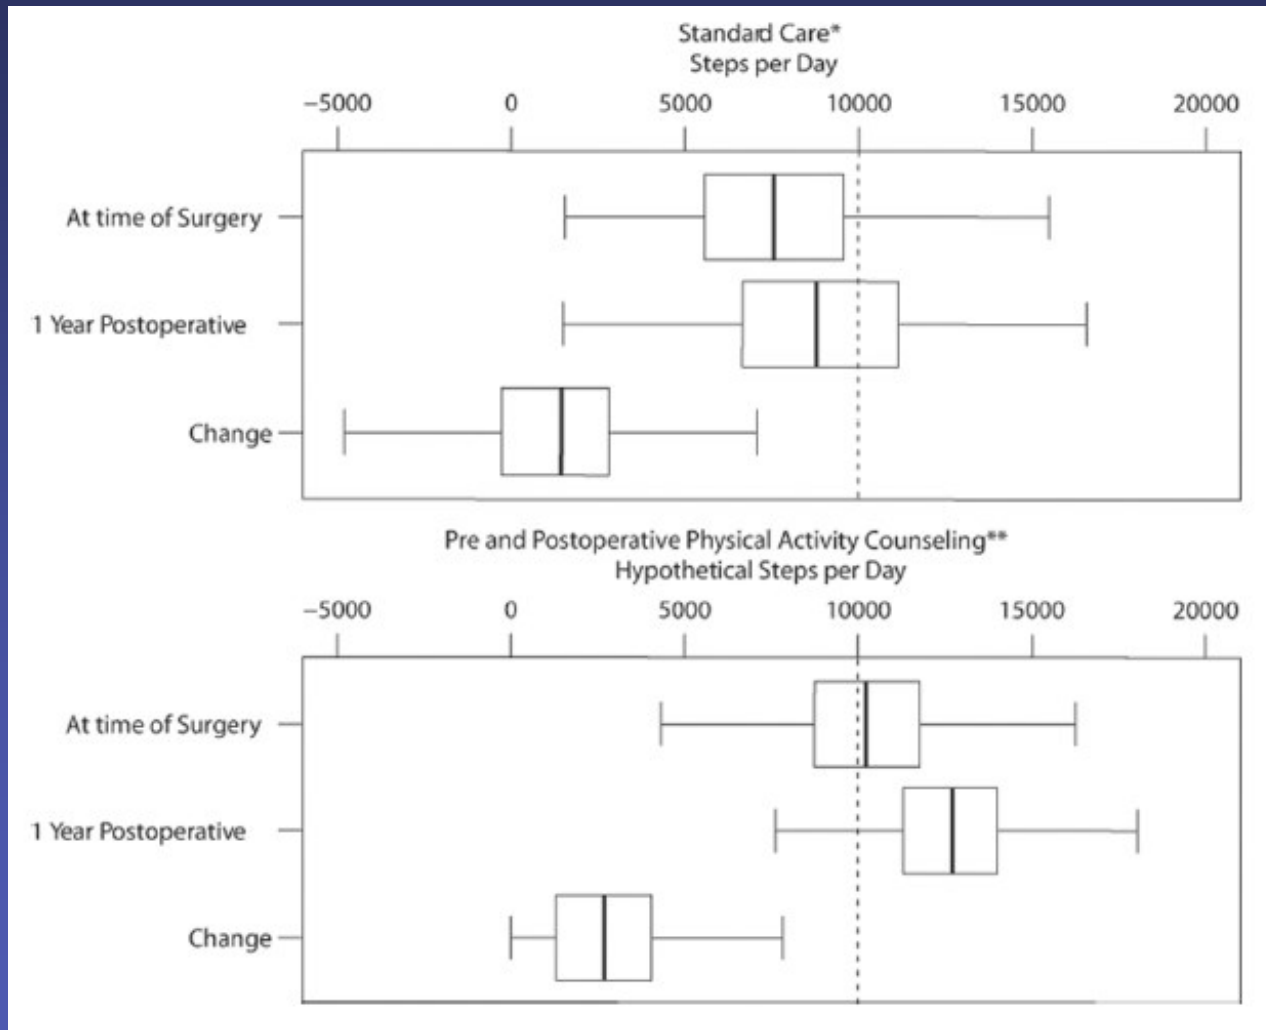 Standard Care*
Steps per Day
−5000 0 5000 10000 15000 20000
At time of Surgery
1 Year Postoperative
Change
Pre and Postoperative Physical Activity Counseling**
Hypothetical Steps per Day
−5000 0 5000 10000 15000 20000
At time of Surgery
1 Year Postoperative
Change